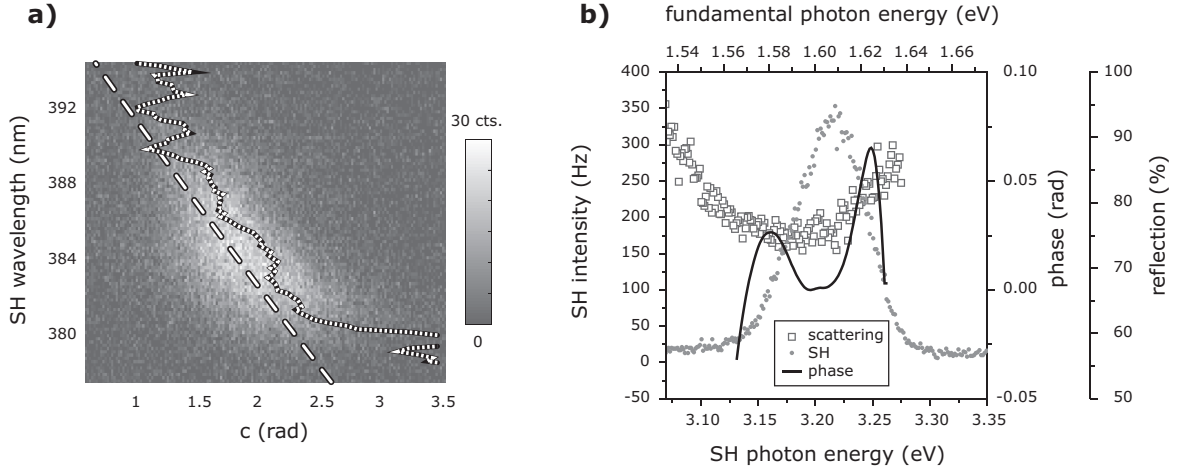 a)
SH wavelength (nm)
392
388
384
380
1 1.5 2 2.5 3 3.5
c (rad)
30 cts.
0
b)
fundamental photon energy (eV)
1.54 1.56 1.58 1.60 1.62 1.64 1.66
SH intensity (Hz)
400
350
300
250
200
150
100
50
0
-50
scattering
SH
phase
3.10 3.15 3.20 3.25 3.30 3.35
SH photon energy (eV)
0.10
0.05
0.00
-0.05
phase (rad)
100
90
80
70
60
50
reflection (%)